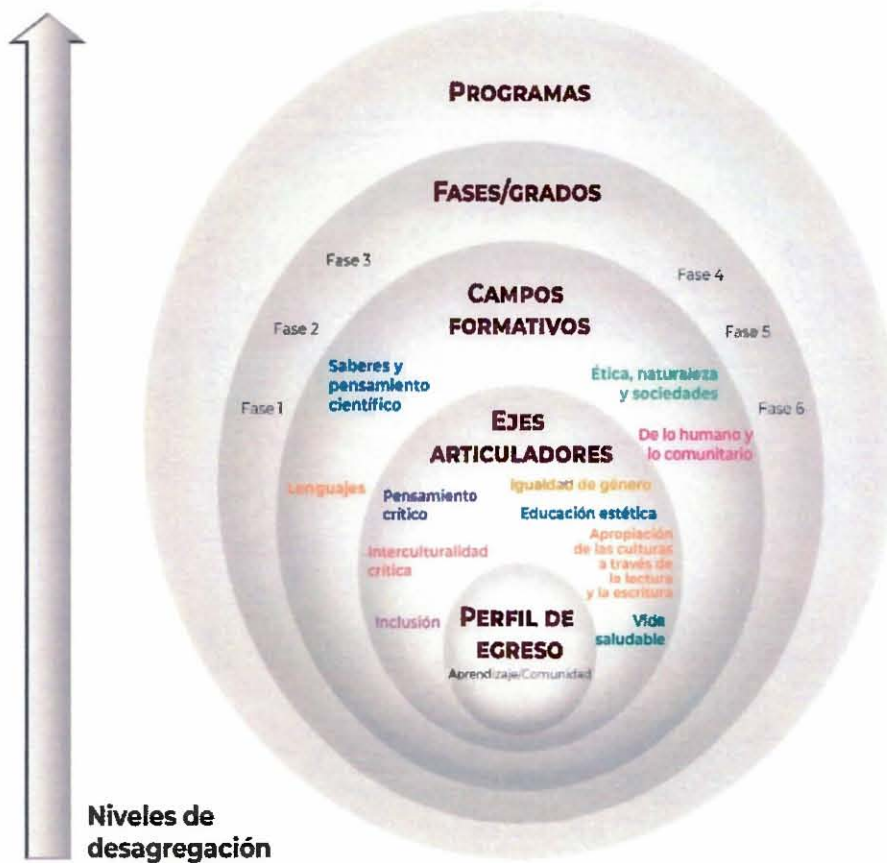 PROGRAMAS
FASES/GRADOS
Fase 3
Fase 4
CAMPOS
FORMATIVOS
Fase 2
Fase 5
Saberes y
pensamiento
científico
Ética, naturaleza
y sociedades
Fase 1
Fase 6
EJES
ARTICULADORES
De lo humano y
lo comunitario
Lenguajes
Pensamiento
crítico
Igualdad de género
Educación estética
Interculturalidad
crítica
Apropiación
de las culturas
a través de
la lectura
y la escritura
Inclusión
PERFIL DE
EGRESO
Vida
saludable
Aprendizaje/Comunidad
Niveles de
desagregación